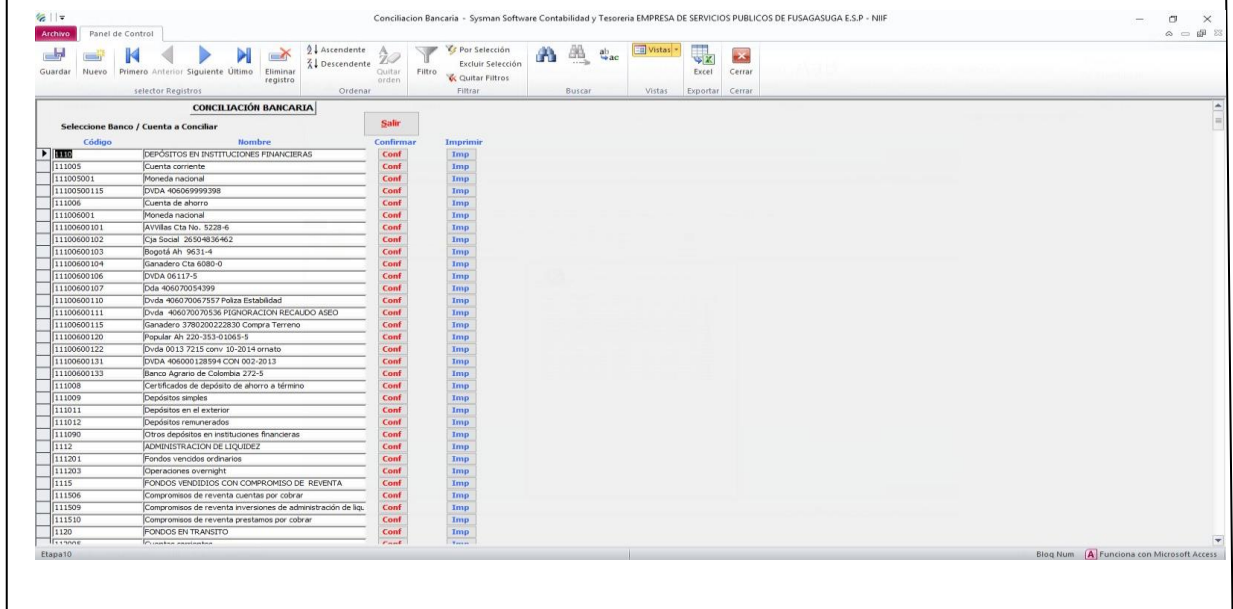 Conciliacion Bancaria - Sysman Software Contabilidad y Tesoreria EMPRESA DE SERVICIOS PUBLICOS DE FUSAGASUGA E.S.P - NIIF
Archivo Panel de Control
Guardar Nuevo Primero Anterior Siguiente Último Eliminar registro Ascendente Descendente Quitar orden Filtro Por Selección Excluir Selección Quitar Filtros Vistas Excel Cerrar
selector Registros Ordenar Filtrar Buscar Vistas Exportar Cerrar
CONCILIACIÓN BANCARIA
Seleccione Banco / Cuenta a Conciliar Salir
Código Nombre Confirmar Imprimir
1110 DEPÓSITOS EN INSTITUCIONES FINANCIERAS Conf Imp
111005 Cuenta corriente Conf Imp
111005001 Moneda nacional Conf Imp
11100500115 DVDA 406069999398 Conf Imp
111006 Cuenta de ahorro Conf Imp
111006001 Moneda nacional Conf Imp
11100600101 AVVillas Cta No. 5228-6 Conf Imp
11100600102 Cja Social 26504836462 Conf Imp
11100600103 Bogotá Ah 9631-4 Conf Imp
11100600104 Ganadero Cta 6080-0 Conf Imp
11100600106 DVDA 06117-5 Conf Imp
11100600107 Dda 406070054399 Conf Imp
11100600110 Dvda 406070067557 Poliza Estabilidad Conf Imp
11100600111 Dvda 406070070536 PIGNORACION RECAUDO ASEO Conf Imp
11100600115 Ganadero 3780200222830 Compra Terreno Conf Imp
11100600120 Popular Ah 220-353-01065-5 Conf Imp
11100600122 Dvda 0013 7215 conv 10-2014 ornato Conf Imp
11100600131 DVDA 406000128594 CON 002-2013 Conf Imp
11100600133 Banco Agrario de Colombia 272-5 Conf Imp
111008 Certificados de depósito de ahorro a término Conf Imp
111009 Depósitos simples Conf Imp
111011 Depósitos en el exterior Conf Imp
111012 Depósitos remunerados Conf Imp
111090 Otros depósitos en instituciones financieras Conf Imp
1112 ADMINISTRACION DE LIQUIDEZ Conf Imp
111201 Fondos vencidos ordinarios Conf Imp
111203 Operaciones overnight Conf Imp
1115 FONDOS VENDIDIOS CON COMPROMISO DE REVENTA Conf Imp
111506 Compromisos de reventa cuentas por cobrar Conf Imp
111509 Compromisos de reventa inversiones de administración de liqu Conf Imp
111510 Compromisos de reventa prestamos por cobrar Conf Imp
1120 FONDOS EN TRANSITO Conf Imp
Etapa10 Bloq Num Funciona con Microsoft Access